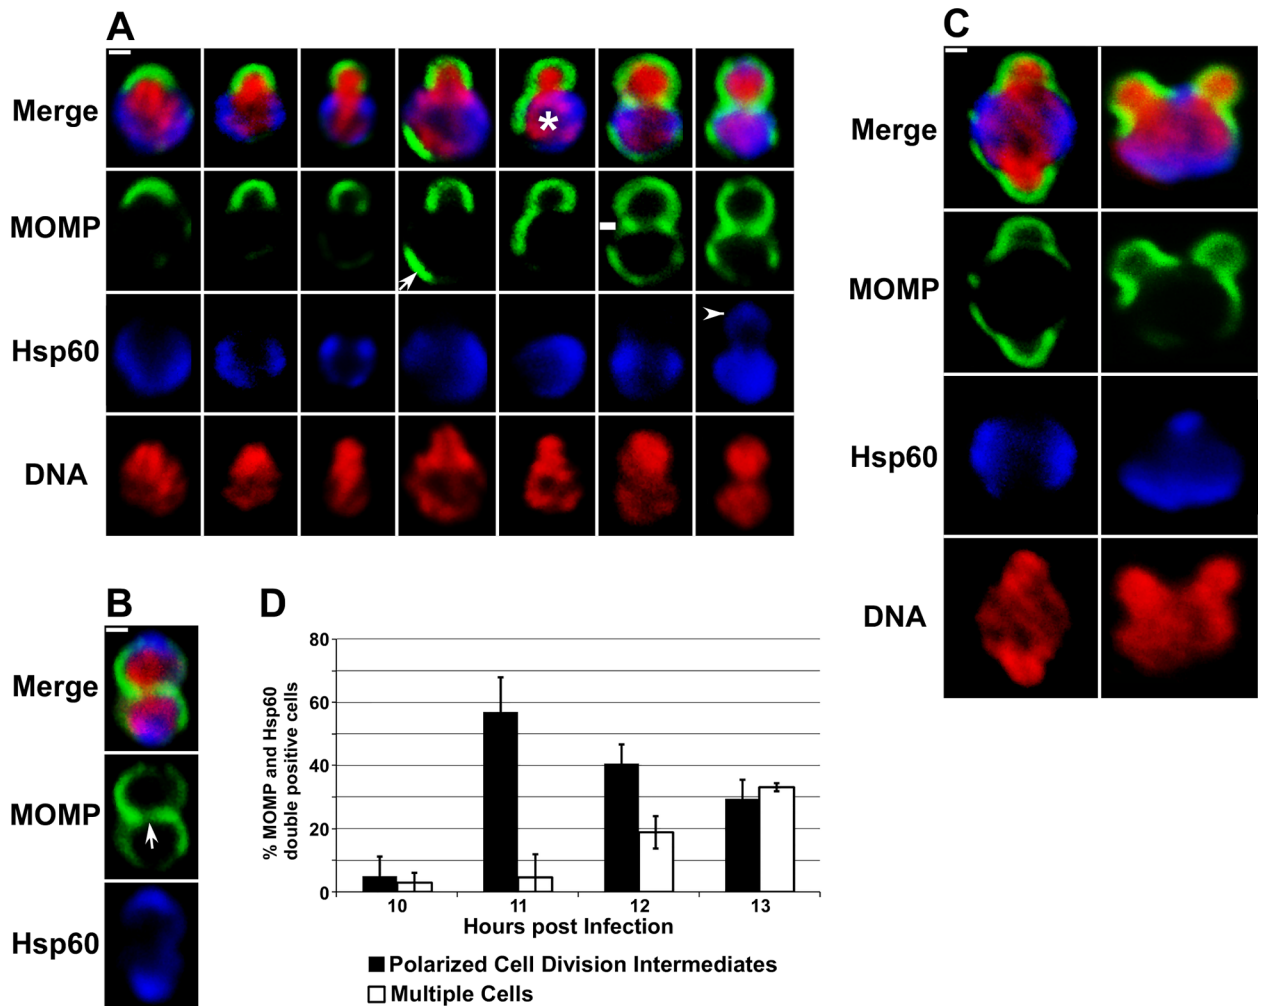 A
Merge
MOMP
Hsp60
DNA
*
B
Merge
MOMP
Hsp60
C
Merge
MOMP
Hsp60
DNA
D
% MOMP and Hsp60
double positive cells
80
60
40
20
0
10 11 12 13
Hours post Infection
Polarized Cell Division Intermediates
Multiple Cells